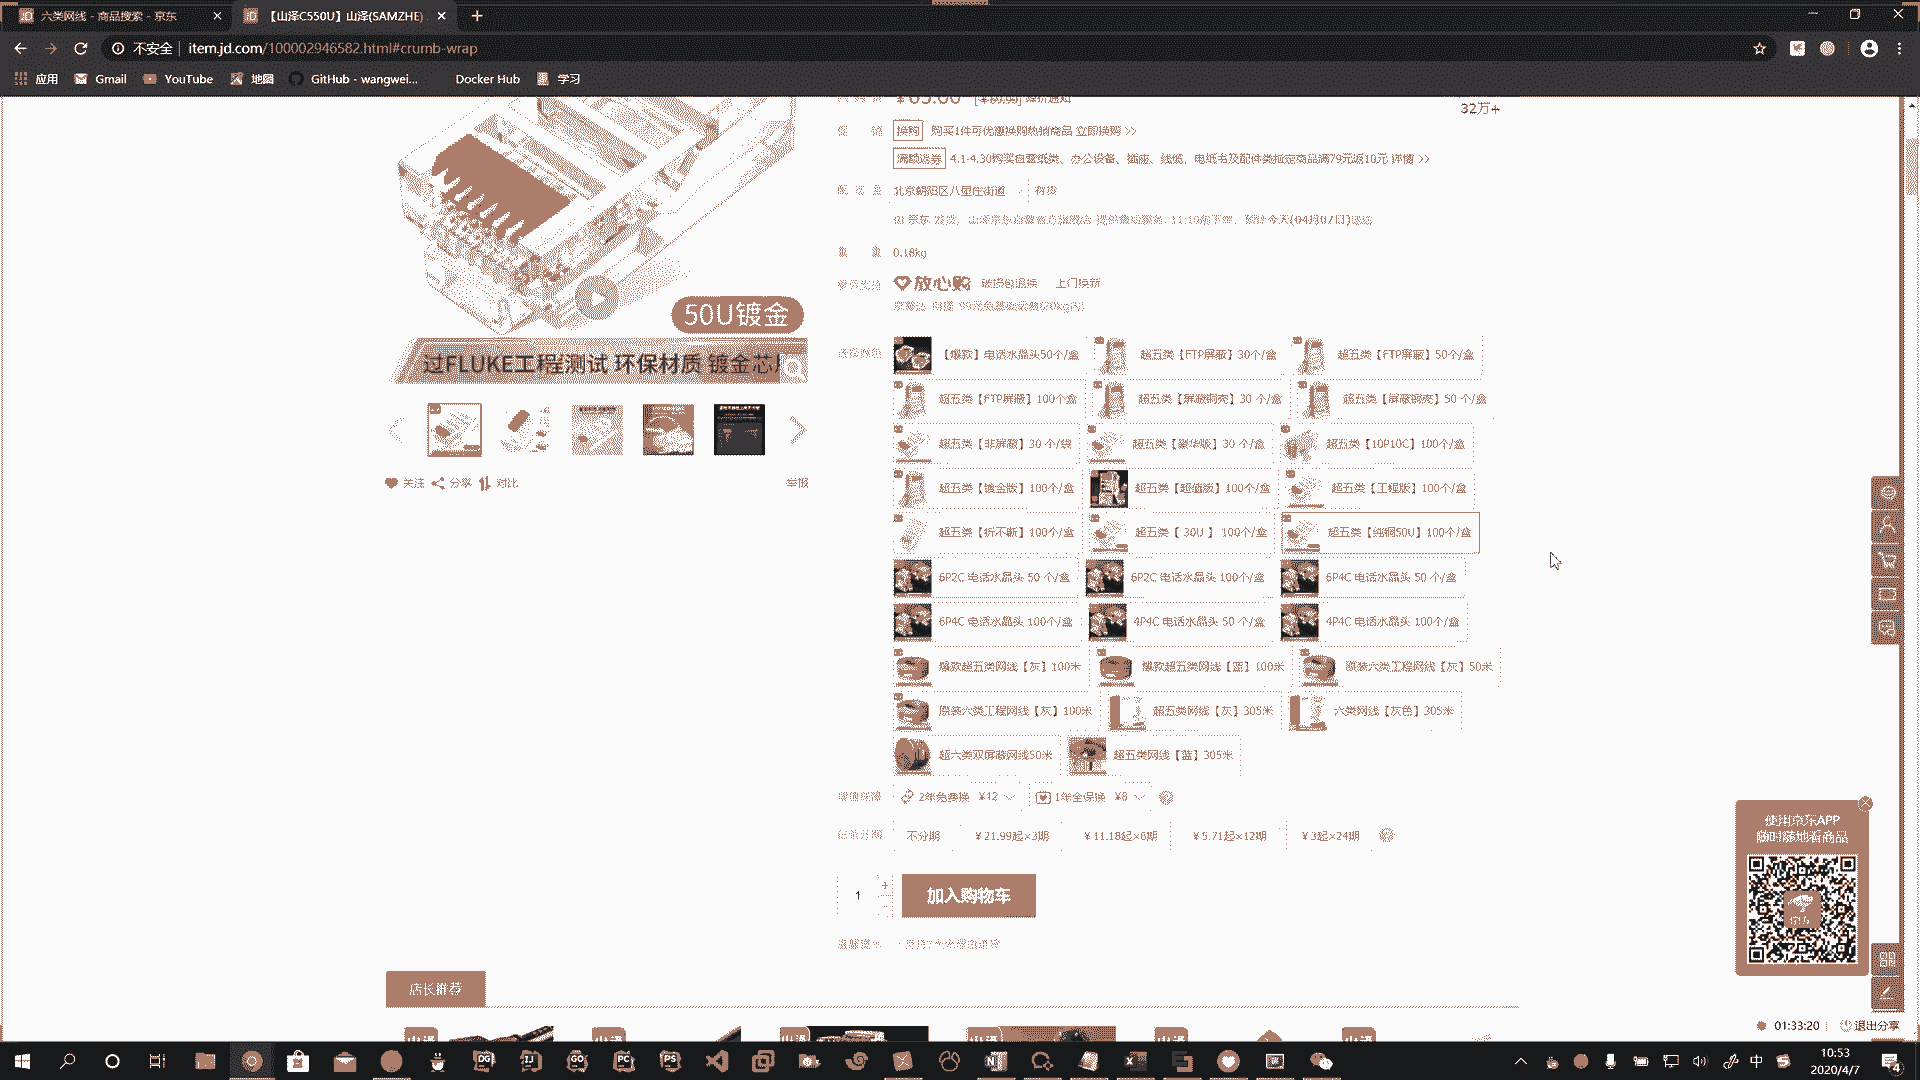 六类网线 - 商品搜索 - 京东
【山泽C550U】山泽(SAMZHE)
不安全 item.jd.com/100002946582.html#crumb-wrap
应用 Gmail YouTube 地图 GitHub - wangwei... Docker Hub 学习
32万+
换购 购买1件可优惠换购热销商品 立即换购 >>
满额返券 4.1-4.30购买自营纸类、办公设备、插座、线缆、电纸书及配件类指定商品满79元返10元 详情 >>
北京朝阳区八里庄街道 有货
0.18kg
放心购 破损包退换 上门换新
50U镀金
过FLUKE工程测试 环保材质 镀金芯片
【爆款】电话水晶头50个/盒 超五类【FTP屏蔽】30个/盒 超五类【FTP屏蔽】50个/盒
超五类【FTP屏蔽】100个/盒 超五类【屏蔽铜壳】30 个/盒 超五类【屏蔽铜壳】50 个/盒
超五类【非屏蔽】30 个/袋 超五类【豪华版】30 个/盒 超五类【10P10C】100个/盒
超五类【镀金版】100个/盒 超五类【超值版】100个/盒 超五类【工程版】100个/盒
超五类【折不断】100个/盒 超五类【 30U 】 100个/盒 超五类【纯铜50U】100个/盒
6P2C 电话水晶头 50 个/盒 6P2C 电话水晶头 100个/盒 6P4C 电话水晶头 50 个/盒
6P4C 电话水晶头 100个/盒 4P4C 电话水晶头 50 个/盒 4P4C 电话水晶头 100个/盒
爆款超五类网线【灰】100米 爆款超五类网线【蓝】100米 原装六类工程网线【灰】50米
原装六类工程网线【灰】100米 超五类网线【灰】305米 六类网线【灰色】305米
超六类双屏蔽网线50米 超五类网线【蓝】305米
关注 分享 对比 举报
2年免费换 ¥12 1年全保换 ¥8
不分期 ¥21.99起×3期 ¥11.18起×6期 ¥5.71起×12期 ¥3起×24期
1 + 加入购物车
店长推荐
使用京东APP
随时随地看商品
01:33:20 退出分享
中
10:53
2020/4/7
4